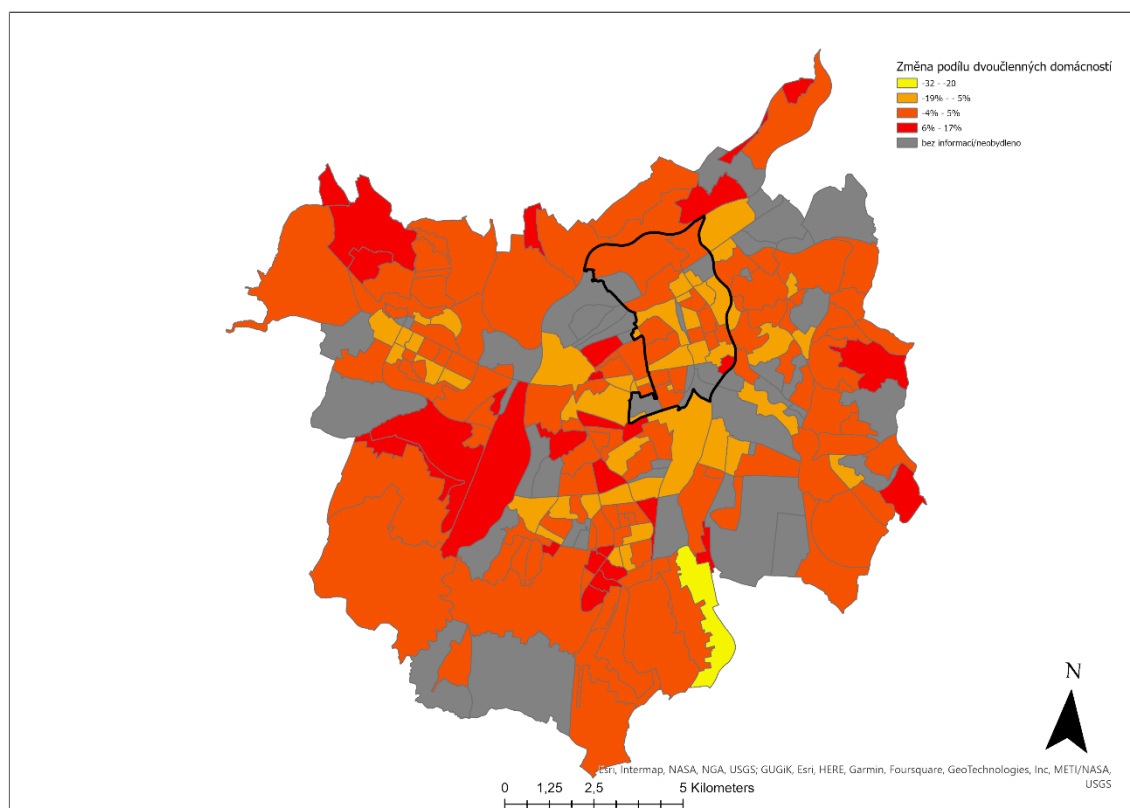 Změna podílu dvoučlenných domácností
-32 - -20
-19% - - 5%
-4% - 5%
6% - 17%
bez informací/neobydleno
N
Esri, Intermap, NASA, NGA, USGS; GUGiK, Esri, HERE, Garmin, Foursquare, GeoTechnologies, Inc, METI/NASA,
USGS
0 1,25 2,5 5 Kilometers